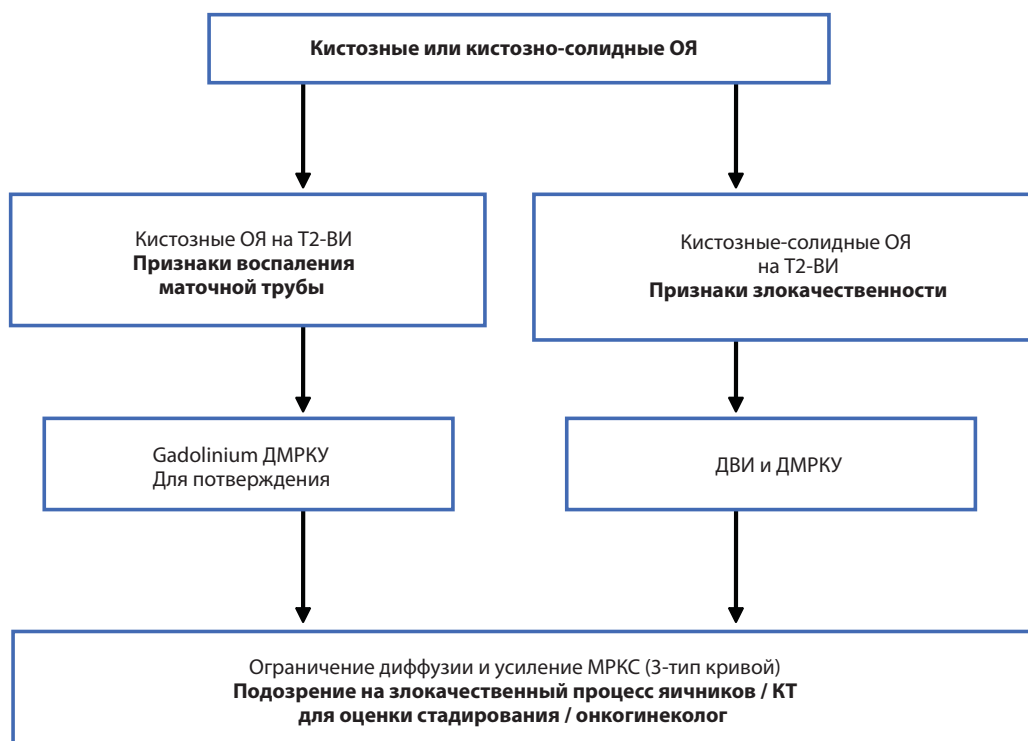 Кистозные или кистозно-солидные ОЯ
Кистозные ОЯ на Т2-ВИ
Признаки воспаления
маточной трубы
Кистозные-солидные ОЯ
на Т2-ВИ
Признаки злокачественности
Gadolinium ДМРКУ
Для потверждения
ДВИ и ДМРКУ
Ограничение диффузии и усиление МРКС (3-тип кривой)
Подозрение на злокачественный процесс яичников / КТ
для оценки стадирования / онкогинеколог